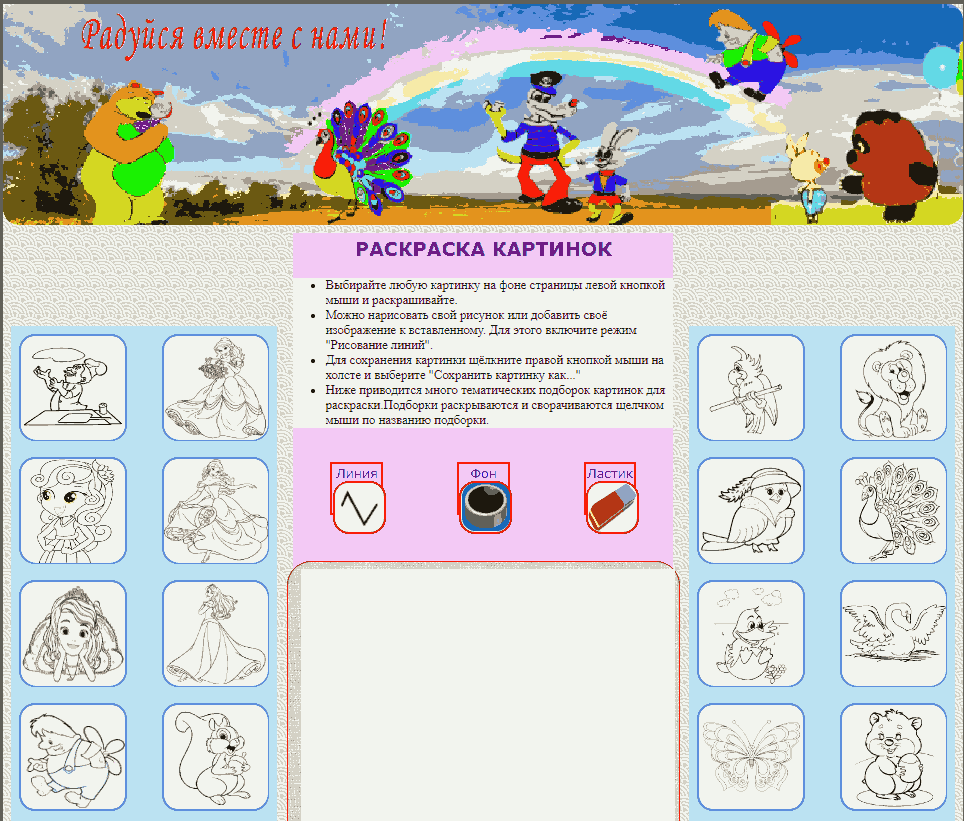 Радуйся вместе с нами!
РАСКРАСКА КАРТИНОК
Выбирайте любую картинку на фоне страницы левой кнопкой
мыши и раскрашивайте.
Можно нарисовать свой рисунок или добавить своё
изображение к вставленному. Для этого включите режим
"Рисование линий".
Для сохранения картинки щёлкните правой кнопкой мыши на
холсте и выберите "Сохранить картинку как..."
Ниже приводится много тематических подборок картинок для
раскраски.Подборки раскрываются и сворачиваются щелчком
мыши по названию подборки.
Линия
Фон
Ластик